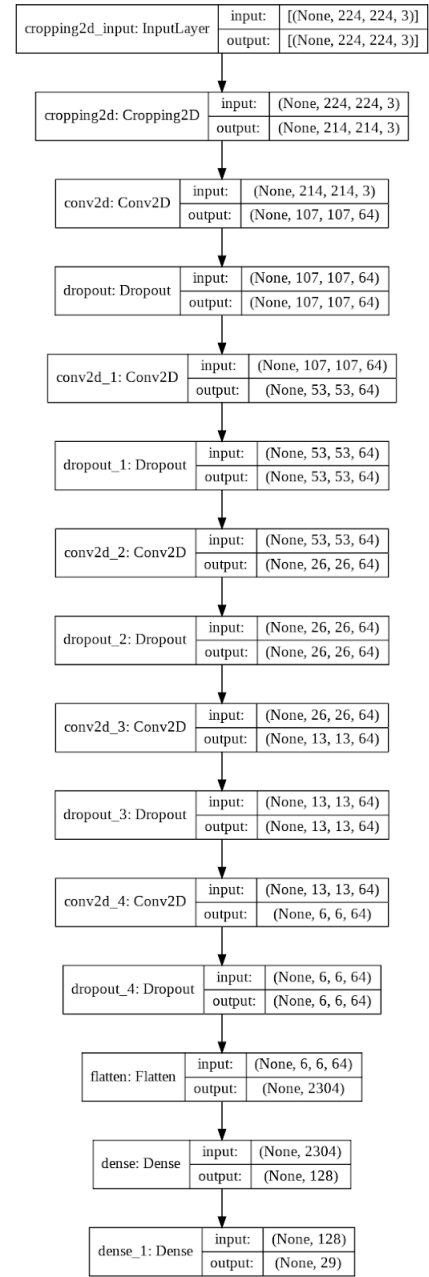 cropping2d_input: InputLayer
input: [(None, 224, 224, 3)]
output: [(None, 224, 224, 3)]
cropping2d: Cropping2D
input: (None, 224, 224, 3)
output: (None, 214, 214, 3)
conv2d: Conv2D
input: (None, 214, 214, 3)
output: (None, 107, 107, 64)
dropout: Dropout
input: (None, 107, 107, 64)
output: (None, 107, 107, 64)
conv2d_1: Conv2D
input: (None, 107, 107, 64)
output: (None, 53, 53, 64)
dropout_1: Dropout
input: (None, 53, 53, 64)
output: (None, 53, 53, 64)
conv2d_2: Conv2D
input: (None, 53, 53, 64)
output: (None, 26, 26, 64)
dropout_2: Dropout
input: (None, 26, 26, 64)
output: (None, 26, 26, 64)
conv2d_3: Conv2D
input: (None, 26, 26, 64)
output: (None, 13, 13, 64)
dropout_3: Dropout
input: (None, 13, 13, 64)
output: (None, 13, 13, 64)
conv2d_4: Conv2D
input: (None, 13, 13, 64)
output: (None, 6, 6, 64)
dropout_4: Dropout
input: (None, 6, 6, 64)
output: (None, 6, 6, 64)
flatten: Flatten
input: (None, 6, 6, 64)
output: (None, 2304)
dense: Dense
input: (None, 2304)
output: (None, 128)
dense_1: Dense
input: (None, 128)
output: (None, 29)